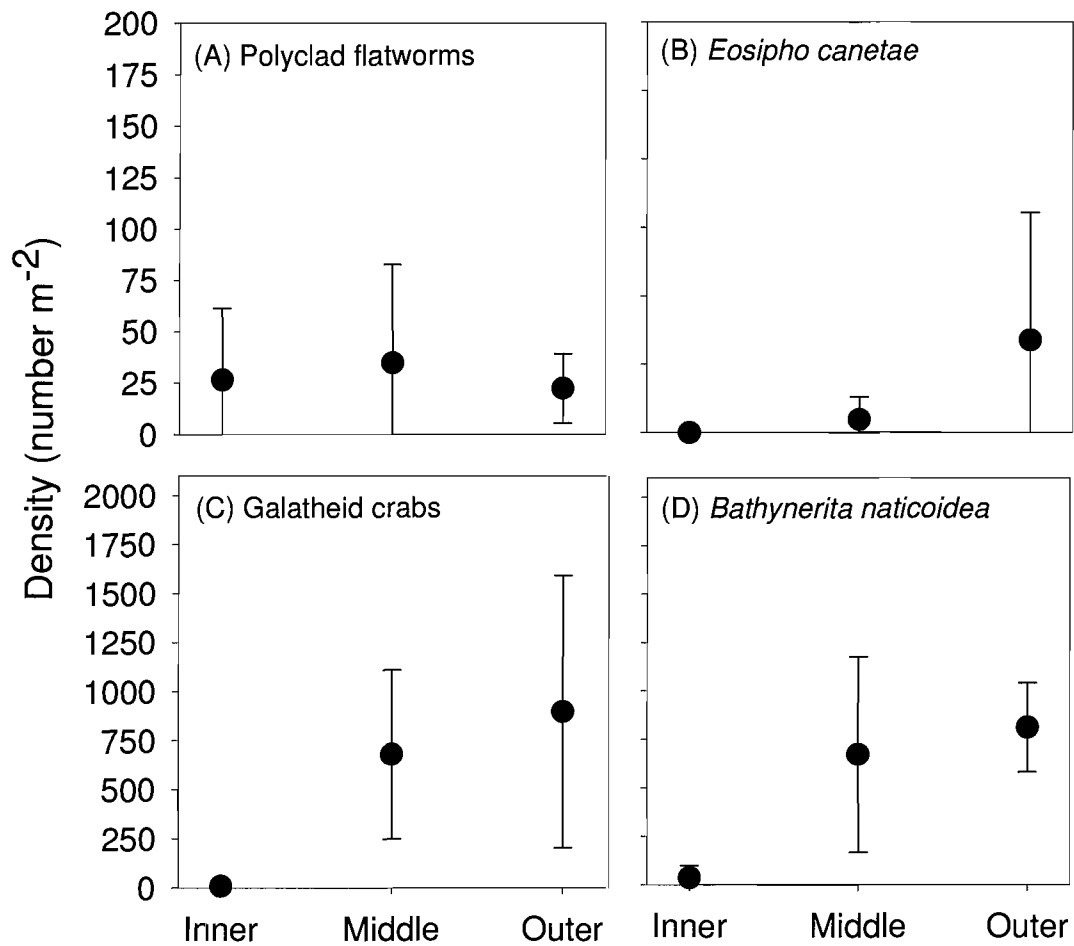 200
175
150
125
100
75
50
25
0
(A) Polyclad flatworms
(B) Eosipho canetae
Density (number m⁻²)
2000
1750
1500
1250
1000
750
500
250
0
(C) Galatheid crabs
(D) Bathynerita naticoidea
Inner Middle Outer
Inner Middle Outer